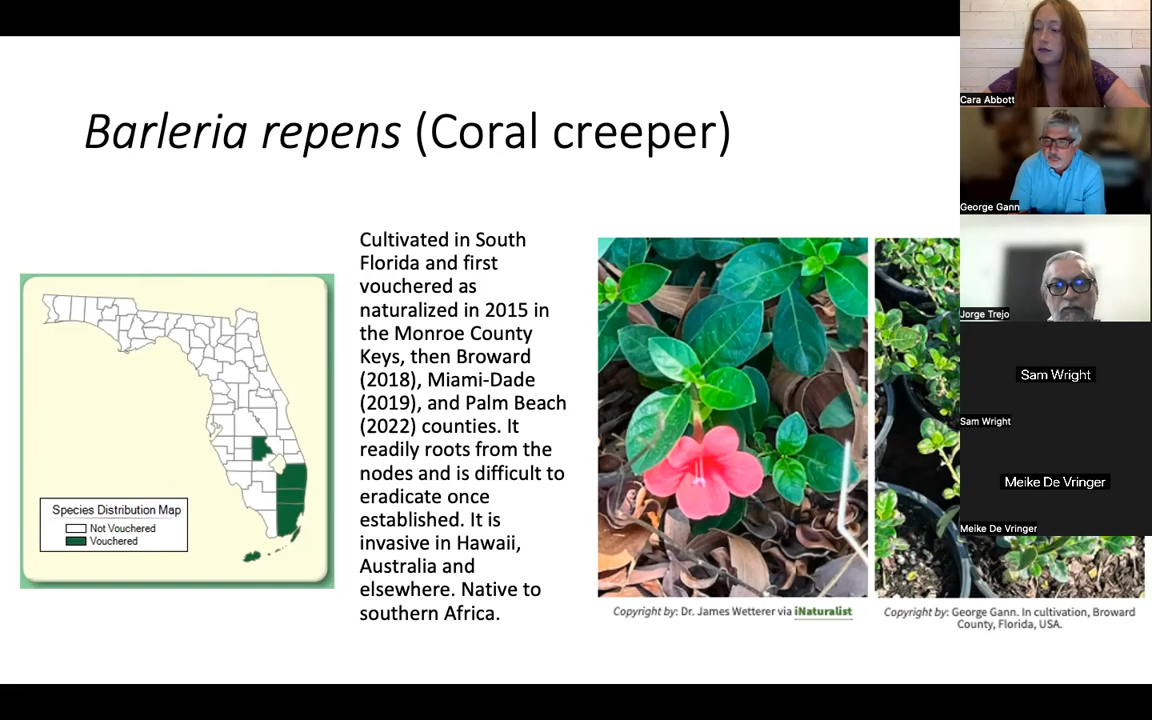 Barleria repens (Coral creeper)
Cultivated in South
Florida and first
vouchered as
naturalized in 2015 in
the Monroe County
Keys, then Broward
(2018), Miami-Dade
(2019), and Palm Beach
(2022) counties. It
readily roots from the
nodes and is difficult to
eradicate once
established. It is
invasive in Hawaii,
Australia and
elsewhere. Native to
southern Africa.
Species Distribution Map
Not Vouchered
Vouchered
Copyright by: Dr. James Wetterer via iNaturalist
Copyright by: George Gann. In cultivation, Broward
County, Florida, USA.
Cara Abbott
George Gann
Jorge Trejo
Sam Wright
Sam Wright
Meike De Vringer
Meike De Vringer